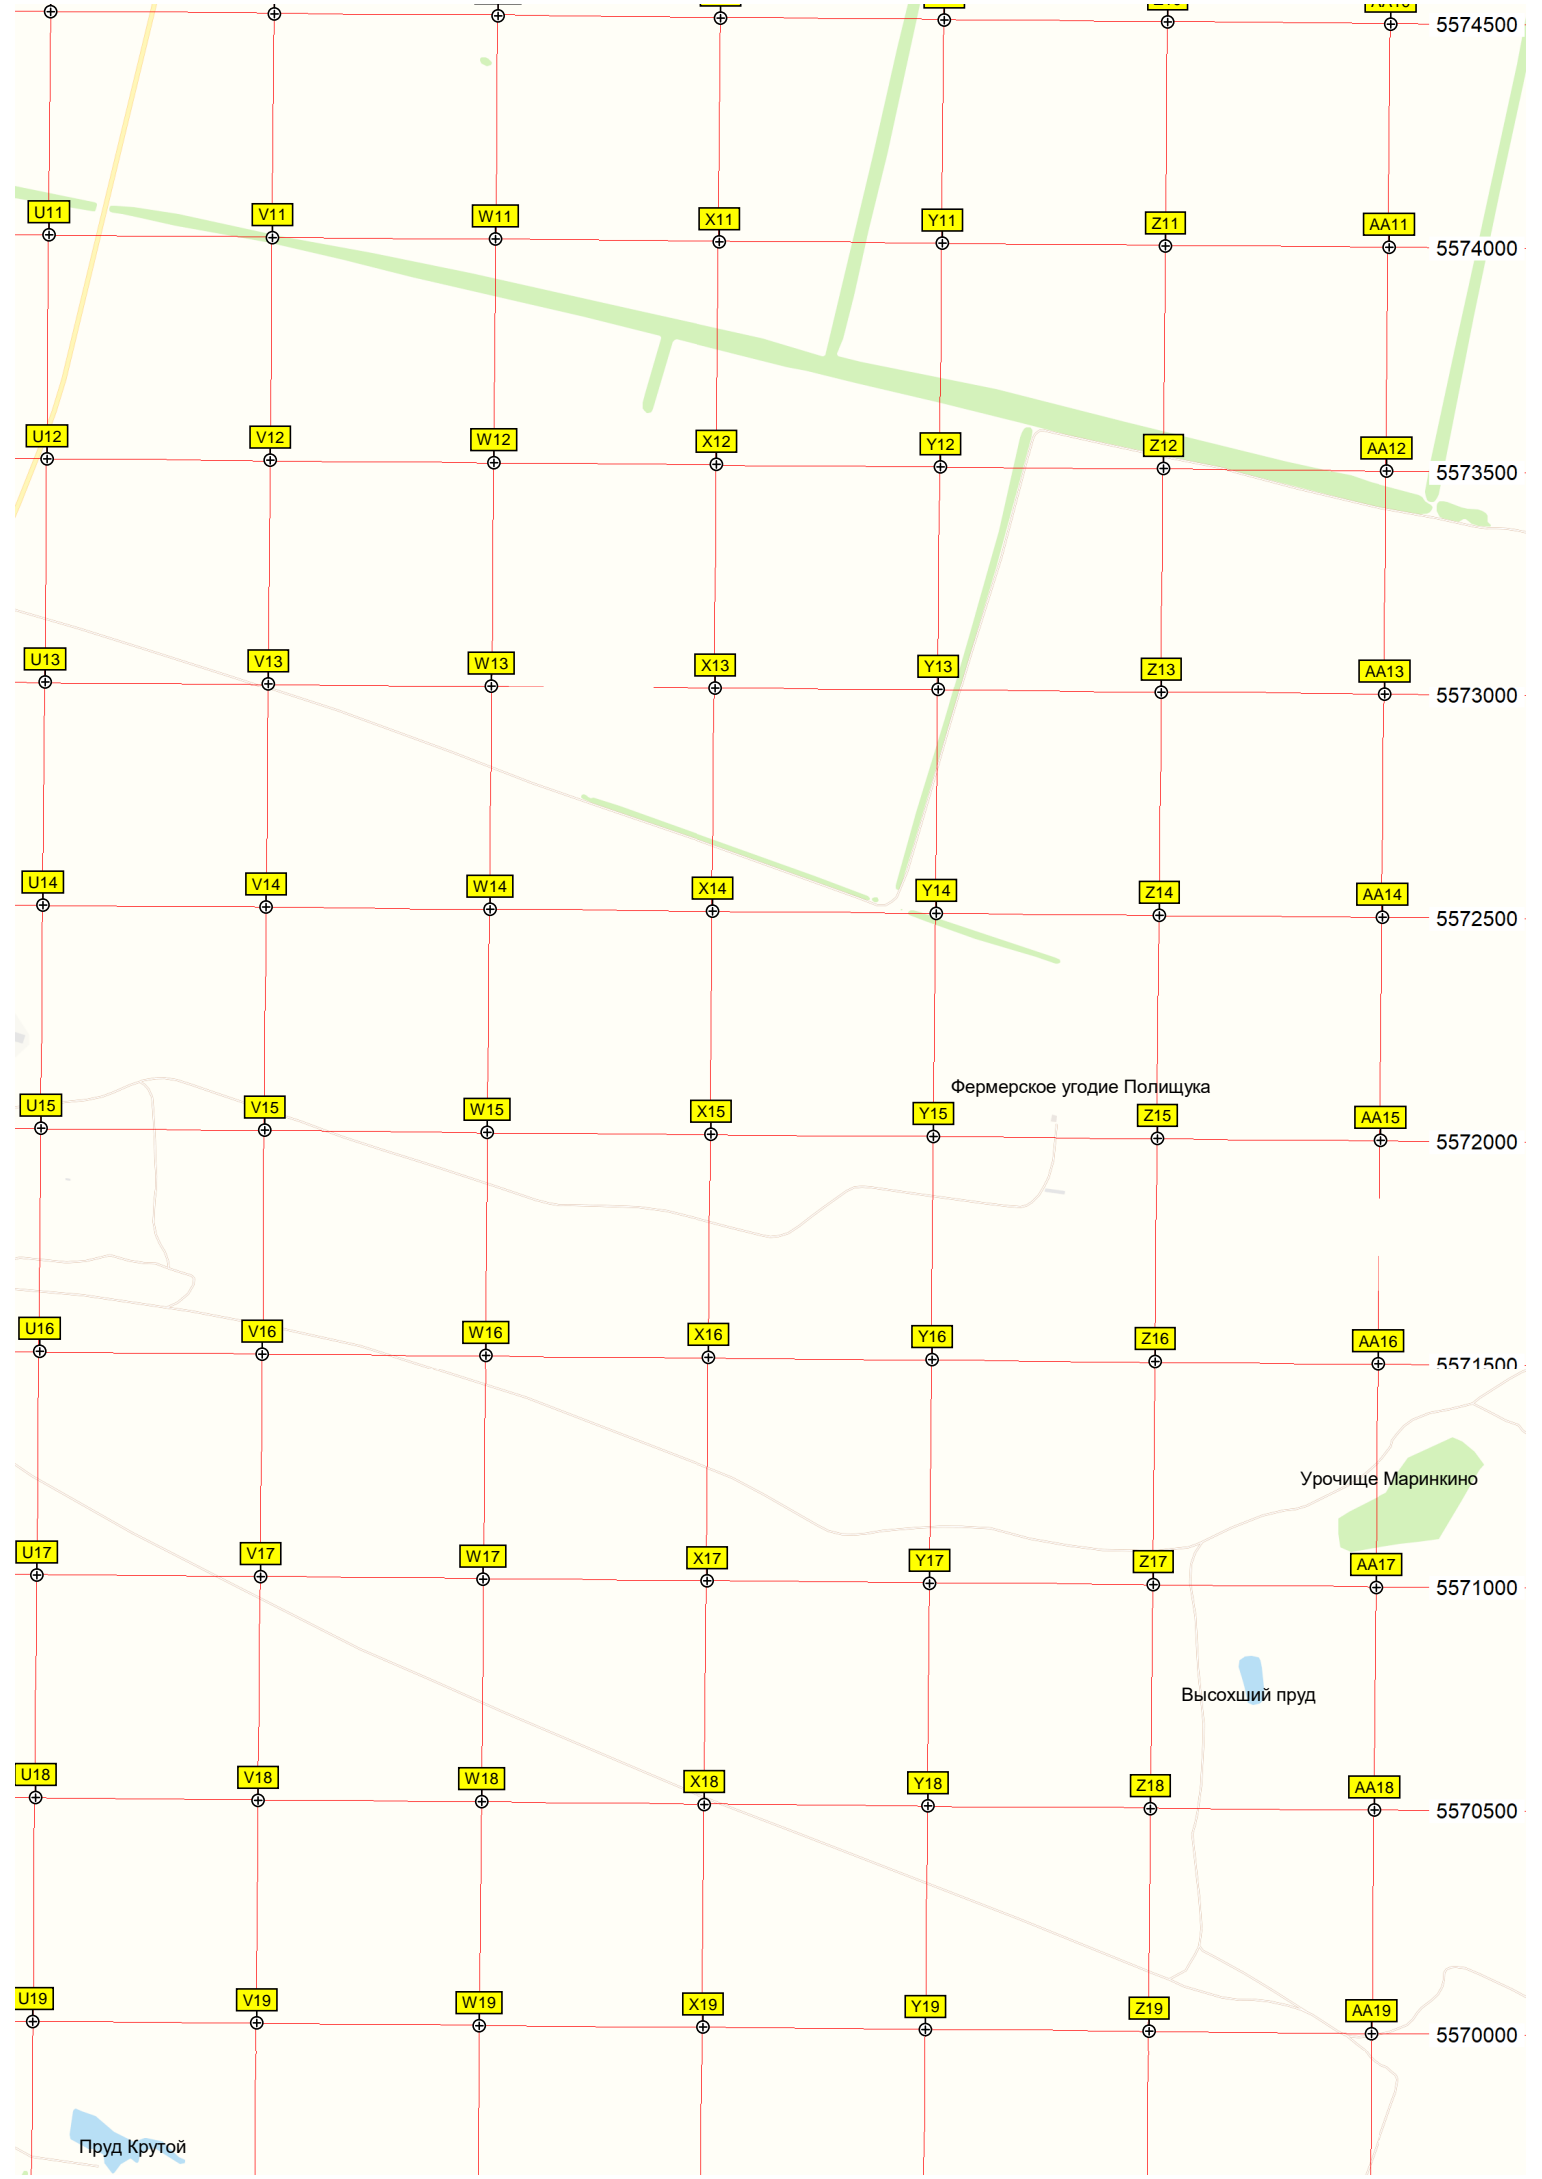 5574500
U11 V11 W11 X11 Y11 Z11 AA11
5574000
U12 V12 W12 X12 Y12 Z12 AA12
5573500
U13 V13 W13 X13 Y13 Z13 AA13
5573000
U14 V14 W14 X14 Y14 Z14 AA14
5572500
Фермерское угодие Полищука
U15 V15 W15 X15 Y15 Z15 AA15
5572000
U16 V16 W16 X16 Y16 Z16 AA16
5571500
Урочище Маринкино
U17 V17 W17 X17 Y17 Z17 AA17
5571000
Высохший пруд
U18 V18 W18 X18 Y18 Z18 AA18
5570500
U19 V19 W19 X19 Y19 Z19 AA19
5570000
Пруд Крутой